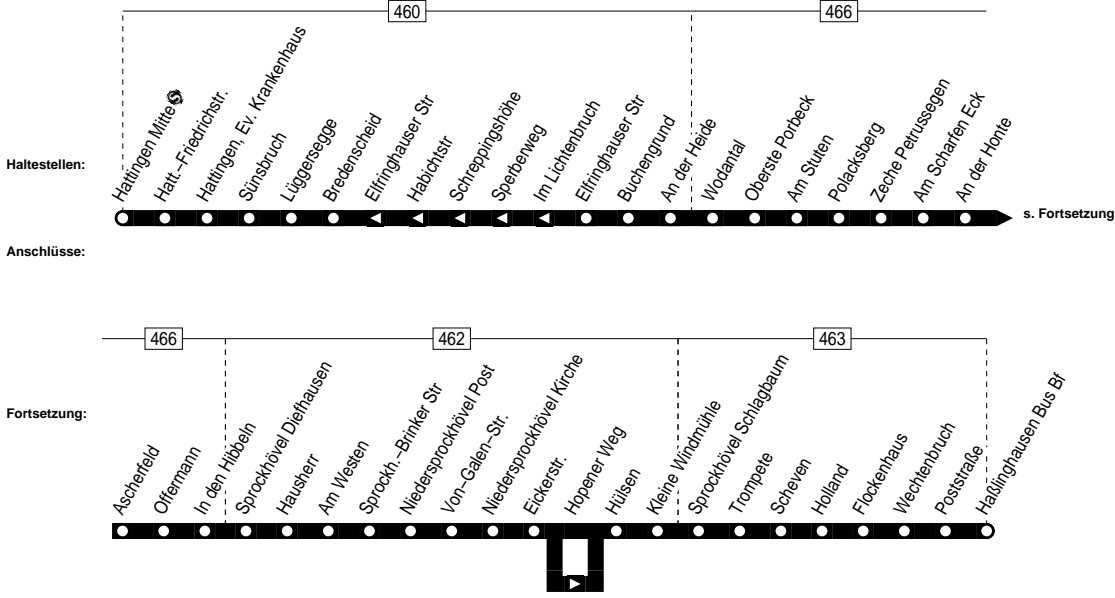 460 466
Haltestellen:
Hattingen Mitte S
Hatt.–Friedrichstr.
Hattingen, Ev. Krankenhaus
Sünsbruch
Lüggersegge
Bredenscheid
Elfringhauser Str
Habichtstr
Schreppingshöhe
Sperberweg
Im Lichtenbruch
Elfringhauser Str
Buchengrund
An der Heide
Wodantal
Oberste Porbeck
Am Stuten
Polacksberg
Zeche Petrussegen
Am Scharfen Eck
An der Honte
s. Fortsetzung
Anschlüsse:
466 462 463
Fortsetzung:
Ascherfeld
Offermann
In den Hibbeln
Sprockhövel Diefhausen
Hausherr
Am Westen
Sprockh.–Brinker Str
Niedersprockhövel Post
Von–Galen–Str.
Niedersprockhövel Kirche
Eickerstr.
Hopener Weg
Hülsen
Kleine Windmühle
Sprockhövel Schlagbaum
Trompete
Scheven
Holland
Flockenhaus
Wechtenbruch
Poststraße
Haßlinghausen Bus Bf